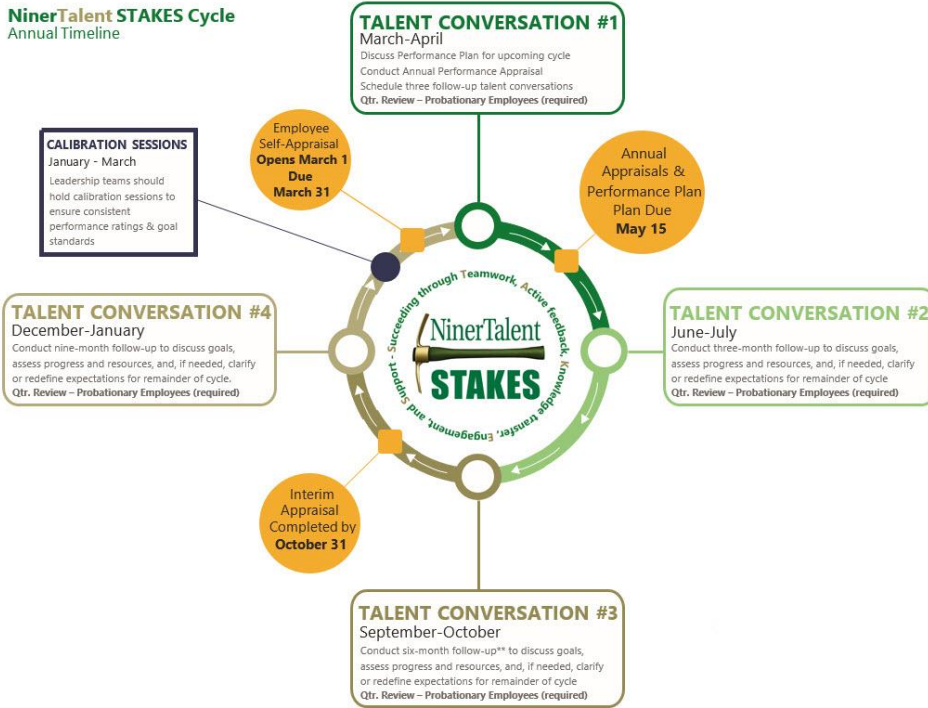 NinerTalent STAKES Cycle
Annual Timeline
TALENT CONVERSATION #1
March-April
Discuss Performance Plan for upcoming cycle
Conduct Annual Performance Appraisal
Schedule three follow-up talent conversations
Qtr. Review – Probationary Employees (required)
Employee
Self-Appraisal
Opens March 1
Due
March 31
CALIBRATION SESSIONS
January - March
Leadership teams should
hold calibration sessions to
ensure consistent
performance ratings & goal
standards
Annual
Appraisals &
Performance Plan
Plan Due
May 15
TALENT CONVERSATION #4
December-January
Conduct nine-month follow-up to discuss goals,
assess progress and resources, and, if needed, clarify
or redefine expectations for remainder of cycle.
Qtr. Review – Probationary Employees (required)
Succeeding through Teamwork, Active feedback, Knowledge transfer, Engagement, and Support -
NinerTalent
STAKES
TALENT CONVERSATION #2
June-July
Conduct three-month follow-up to discuss goals,
assess progress and resources, and, if needed, clarify
or redefine expectations for remainder of cycle
Qtr. Review – Probationary Employees (required)
Interim
Appraisal
Completed by
October 31
TALENT CONVERSATION #3
September-October
Conduct six-month follow-up** to discuss goals,
assess progress and resources, and, if needed, clarify
or redefine expectations for remainder of cycle
Qtr. Review – Probationary Employees (required)